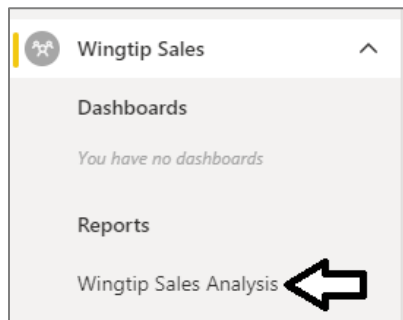 Wingtip Sales
Dashboards
You have no dashboards
Reports
Wingtip Sales Analysis